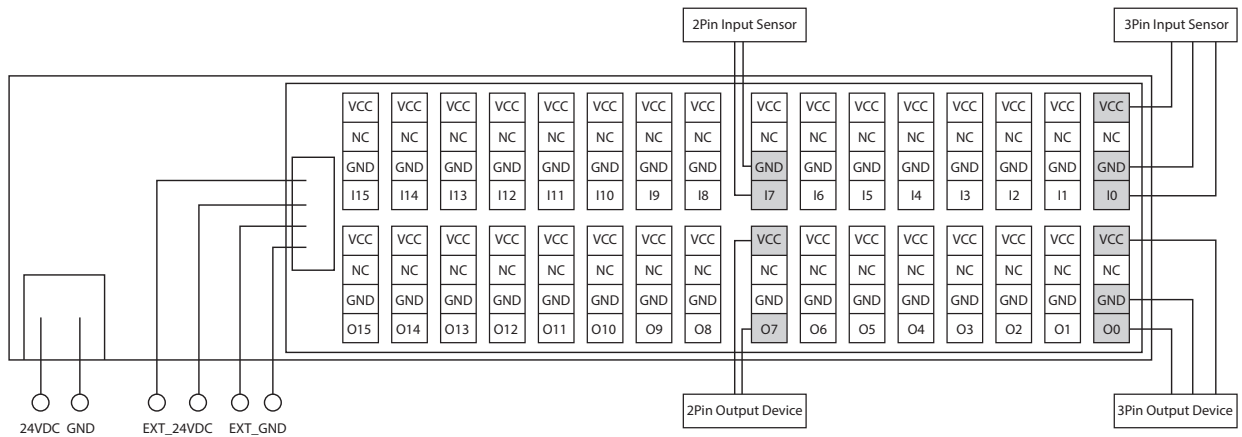 2Pin Input Sensor 3Pin Input Sensor
VCC VCC VCC VCC VCC VCC VCC VCC VCC VCC VCC VCC VCC VCC VCC VCC
NC NC NC NC NC NC NC NC NC NC NC NC NC NC NC NC
GND GND GND GND GND GND GND GND GND GND GND GND GND GND GND GND
I15 I14 I13 I12 I11 I10 I9 I8 I7 I6 I5 I4 I3 I2 I1 I0
VCC VCC VCC VCC VCC VCC VCC VCC VCC VCC VCC VCC VCC VCC VCC VCC
NC NC NC NC NC NC NC NC NC NC NC NC NC NC NC NC
GND GND GND GND GND GND GND GND GND GND GND GND GND GND GND GND
O15 O14 O13 O12 O11 O10 O9 O8 O7 O6 O5 O4 O3 O2 O1 O0
2Pin Output Device 3Pin Output Device
24VDC GND EXT_24VDC EXT_GND